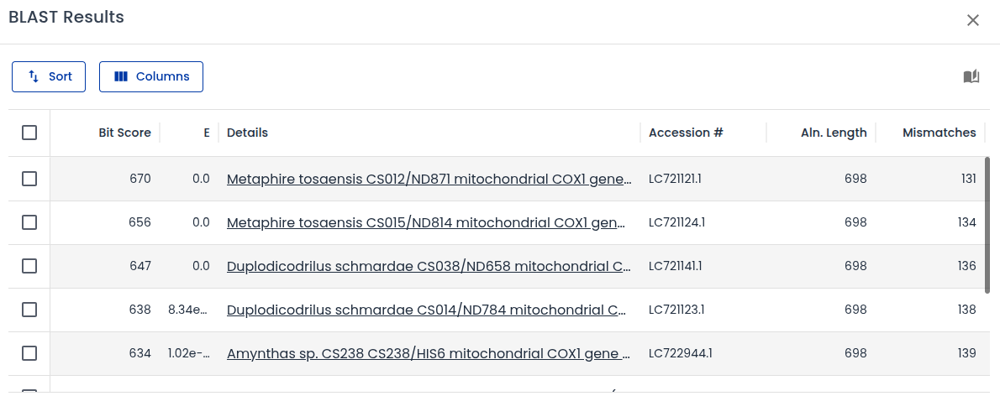 BLAST Results
Sort Columns
Bit Score E Details Accession # Aln. Length Mismatches
670 0.0 Metaphire tosaensis CS012/ND871 mitochondrial COX1 gene... LC721121.1 698 131
656 0.0 Metaphire tosaensis CS015/ND814 mitochondrial COX1 gen... LC721124.1 698 134
647 0.0 Duplodicodrilus schmardae CS038/ND658 mitochondrial C... LC721141.1 698 136
638 8.34e... Duplodicodrilus schmardae CS014/ND784 mitochondrial C... LC721123.1 698 138
634 1.02e-... Amynthas sp. CS238 CS238/HIS6 mitochondrial COX1 gene ... LC722944.1 698 139